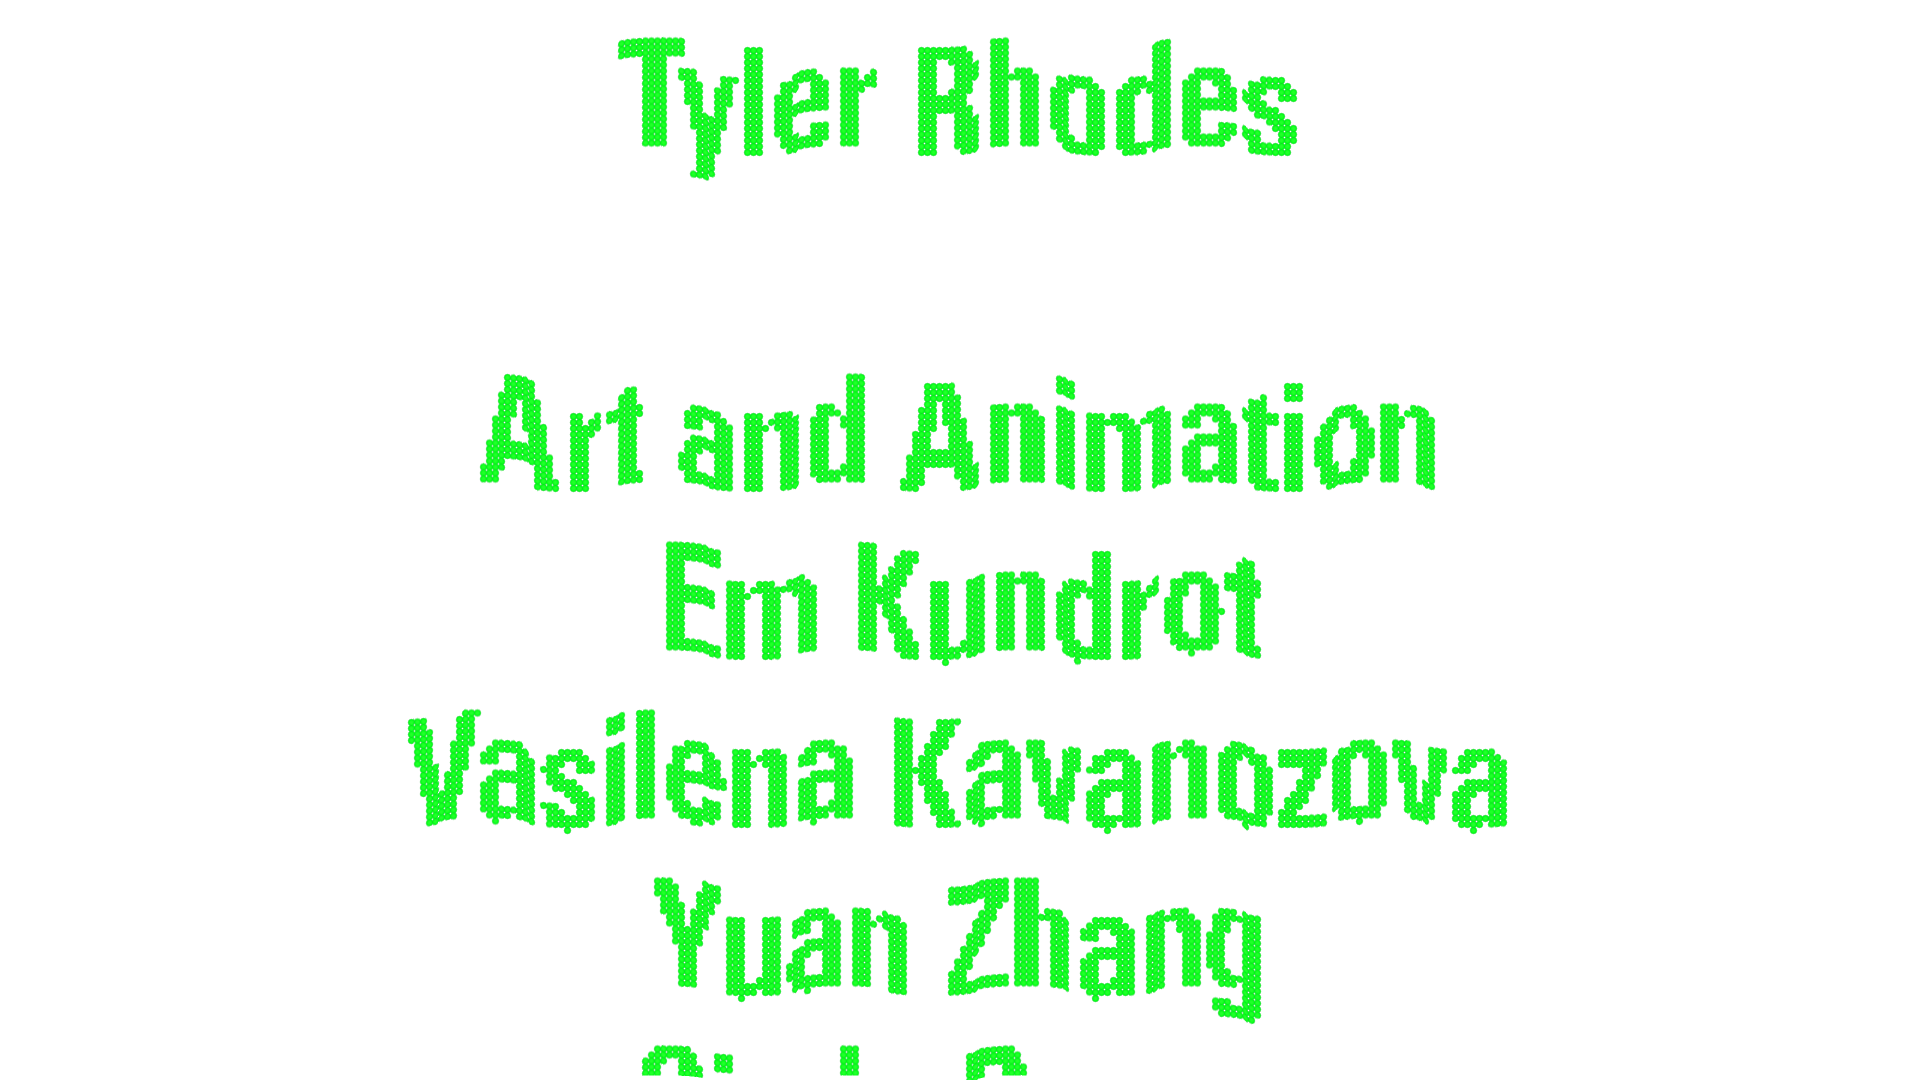 Tyler Rhodes
Art and Animation
Em Kundrot
Vasilena Kavanozova
Yuan Zhang